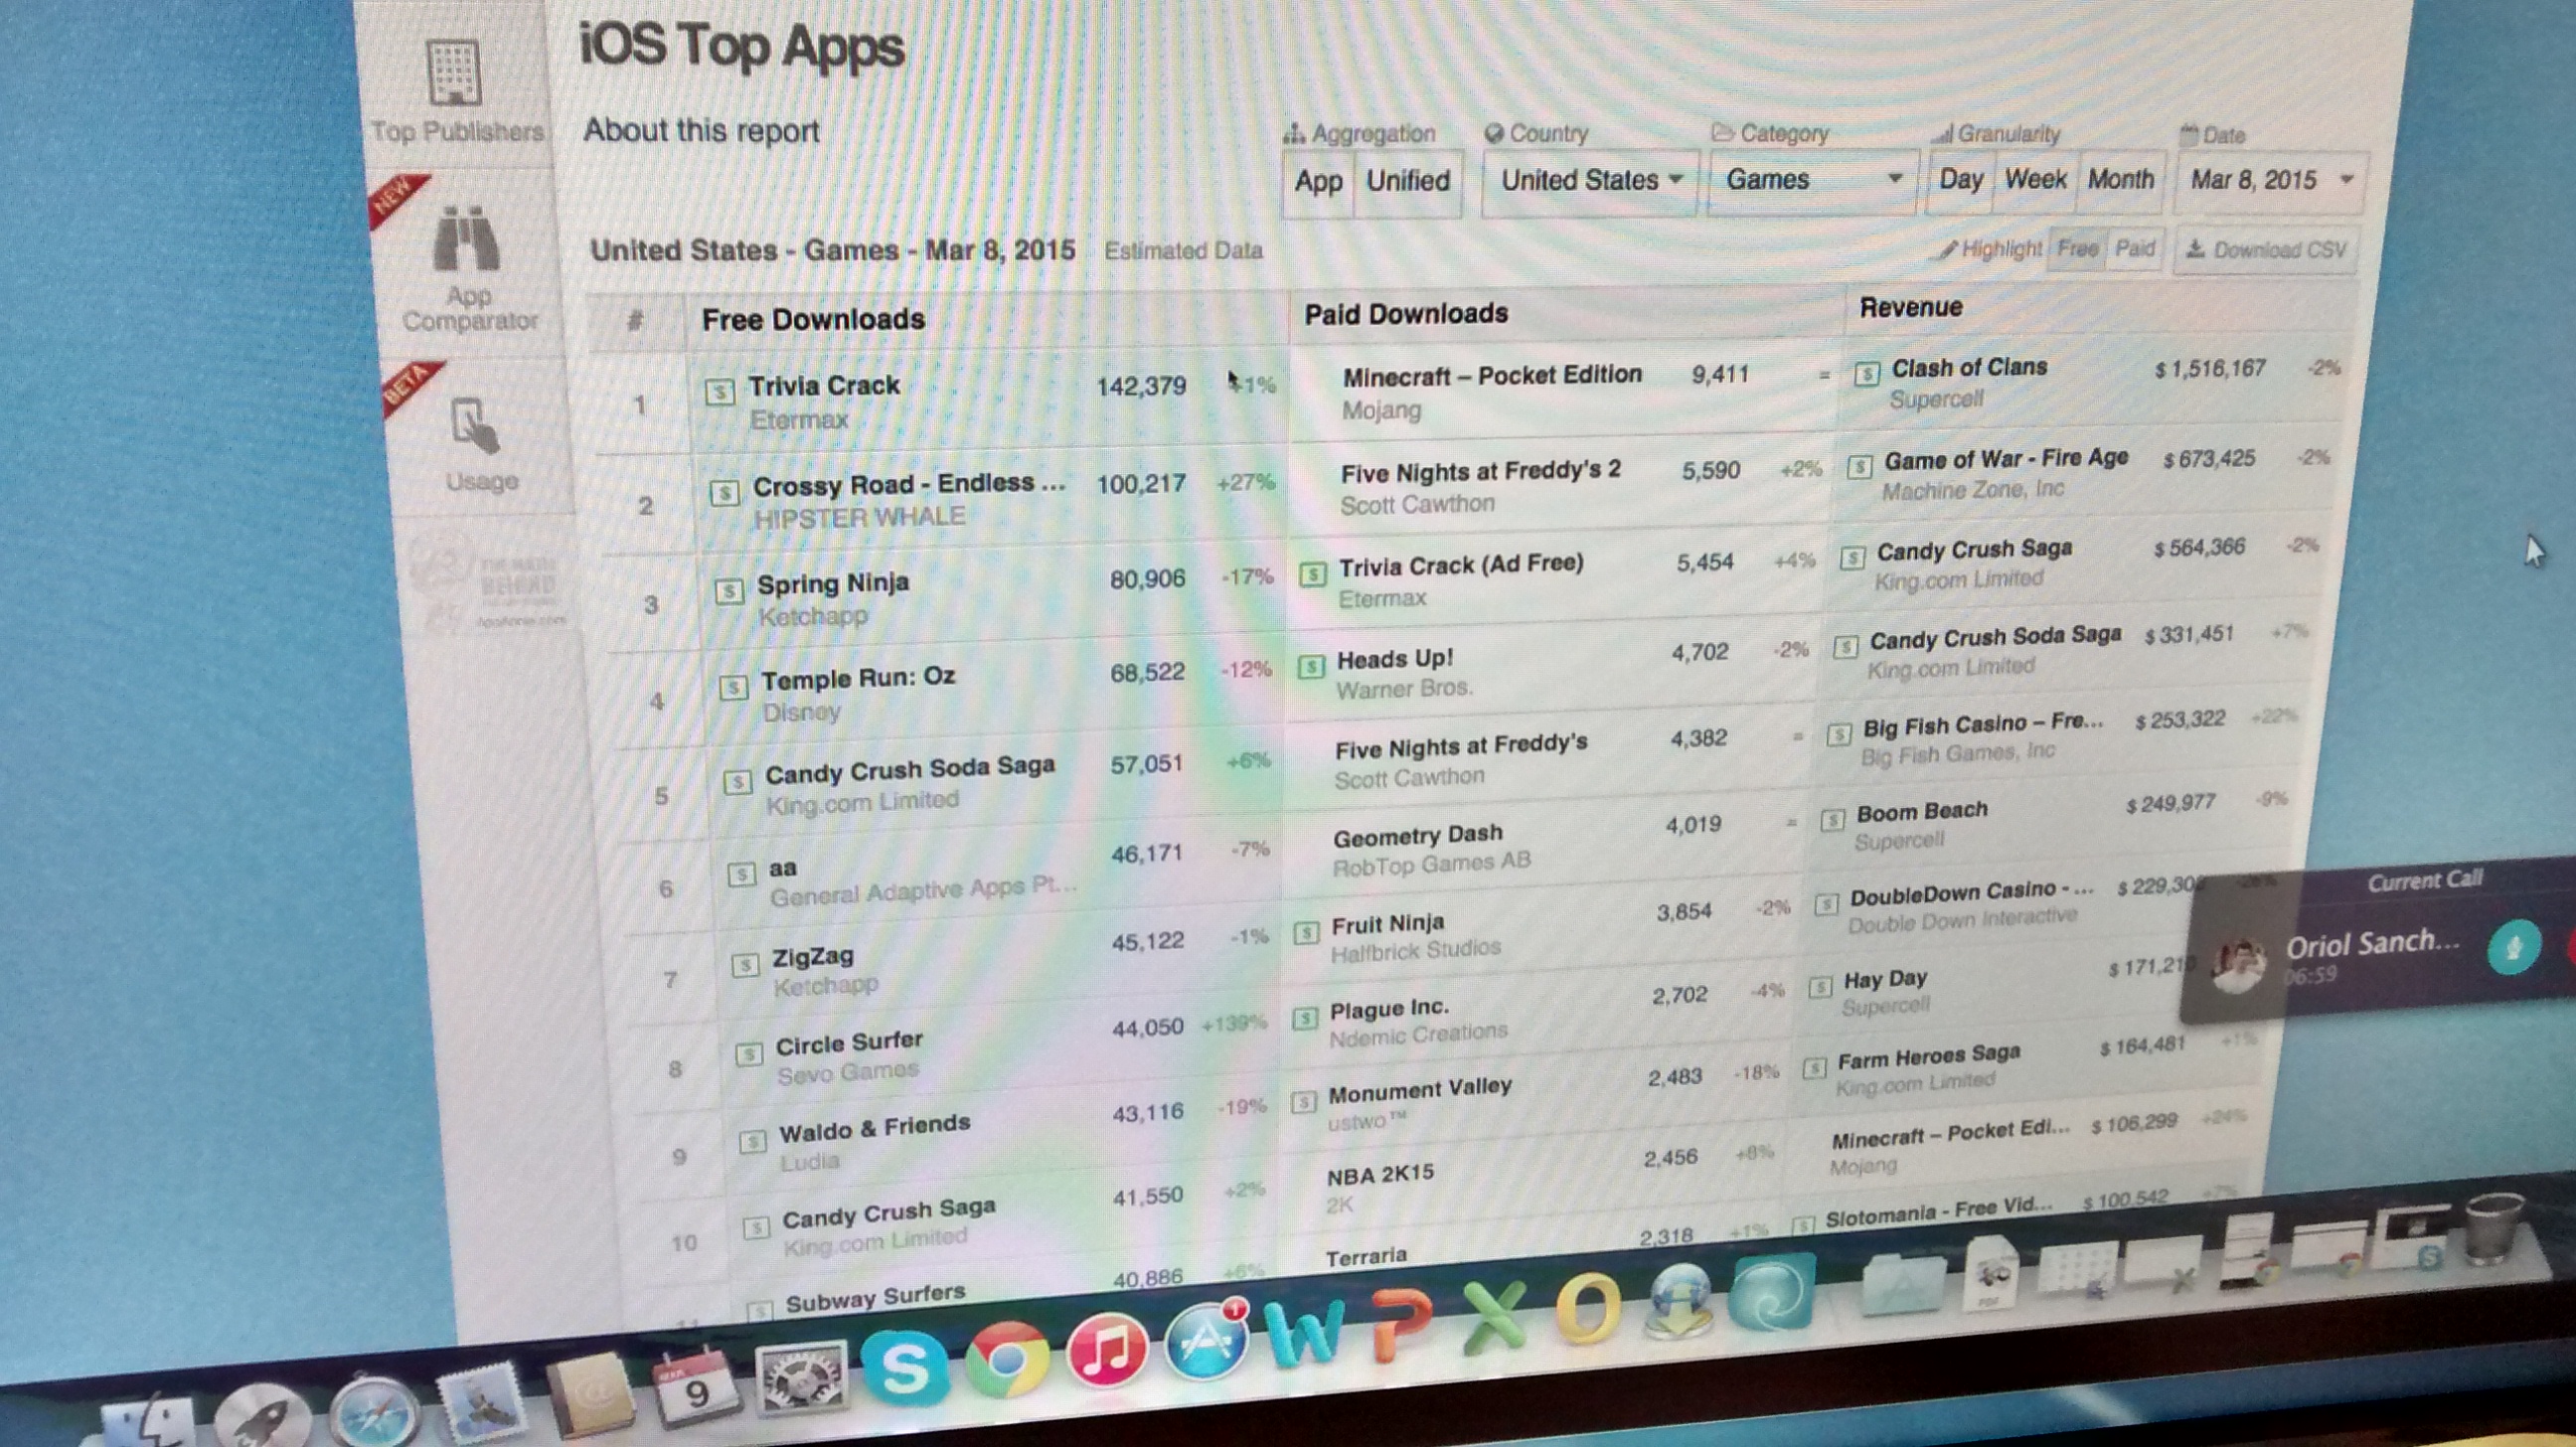 iOS Top Apps
Top Publishers
About this report
Aggregation
Country
Category
Granularity
Date
App
Unified
United States
Games
Day
Week
Month
Mar 8, 2015
NEW
App
Comparator
United States - Games - Mar 8, 2015 Estimated Data
Highlight
Free
Paid
Download CSV
BETA
Usage
# Free Downloads Paid Downloads Revenue
1
Trivia Crack 142,379
Etermax
Minecraft – Pocket Edition 9,411 =
Mojang
Clash of Clans $ 1,516,167 -2%
Supercell
2
Crossy Road - Endless ... 100,217 +27%
HIPSTER WHALE
Five Nights at Freddy's 2 5,590 +2%
Scott Cawthon
Game of War - Fire Age $ 673,425 -2%
Machine Zone, Inc
3
Spring Ninja 80,906 -17%
Ketchapp
Trivia Crack (Ad Free) 5,454 +4%
Etermax
Candy Crush Saga $ 564,366 -2%
King.com Limited
4
Temple Run: Oz 68,522 -12%
Disney
Heads Up! 4,702 -2%
Warner Bros.
Candy Crush Soda Saga $ 331,451 +7%
King.com Limited
5
Candy Crush Soda Saga 57,051 +6%
King.com Limited
Five Nights at Freddy's 4,382 =
Scott Cawthon
Big Fish Casino – Fre... $ 253,322 +22%
Big Fish Games, Inc
6
aa 46,171 -7%
General Adaptive Apps Pt...
Geometry Dash 4,019 =
RobTop Games AB
Boom Beach $ 249,977 -9%
Supercell
7
ZigZag 45,122 -1%
Ketchapp
Fruit Ninja 3,854 -2%
Halfbrick Studios
DoubleDown Casino - ...
Double Down Interactive
8
Circle Surfer 44,050 +139%
Sevo Games
Plague Inc. 2,702 -4%
Ndemic Creations
Hay Day
Supercell
9
Waldo & Friends 43,116 -19%
Ludia
Monument Valley 2,483 -18%
ustwo™
Farm Heroes Saga $ 164,481 +1%
King.com Limited
10
Candy Crush Saga 41,550 +2%
King.com Limited
NBA 2K15 2,456 +8%
2K
Minecraft – Pocket Edi... $ 106,299 +24%
Mojang
Subway Surfers 40,886 +6%
Terraria 2,318 +1%
Slotomania - Free Vid... $ 100,542
Current Call
Oriol Sanch...
06:59
9
1
PDF